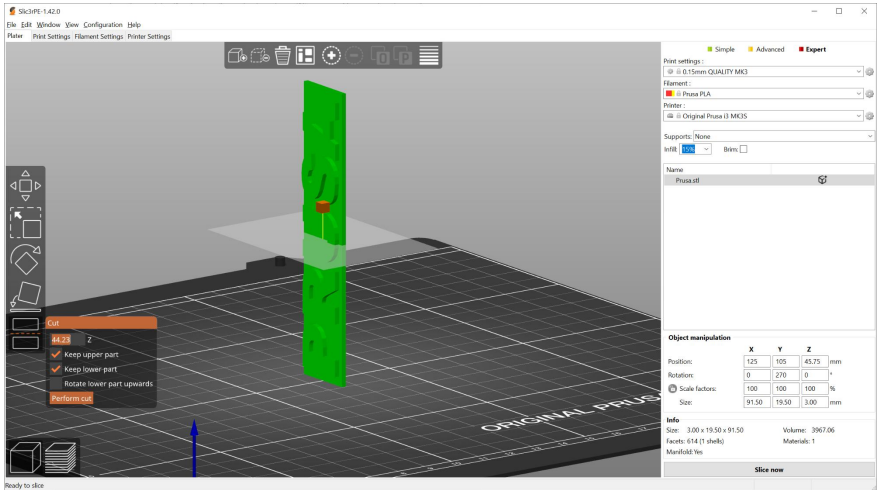 Slic3rPE-1.42.0
File Edit Window View Configuration Help
Plater Print Settings Filament Settings Printer Settings
Simple Advanced Expert
Print settings :
0.15mm QUALITY MK3
Filament :
Prusa PLA
Printer :
Original Prusa i3 MK3S
Supports: None
Infill: 15% Brim:
Name
Prusa.stl
Cut
44.23 Z
Keep upper part
Keep lower part
Rotate lower part upwards
Perform cut
ORIGINAL PRUS
Object manipulation
X Y Z
Position: 125 105 45.75 mm
Rotation: 0 270 0 °
Scale factors: 100 100 100 %
Size: 91.50 19.50 3.00 mm
Info
Size: 3.00 x 19.50 x 91.50 Volume: 3967.06
Facets: 614 (1 shells) Materials: 1
Manifold: Yes
Slice now
Ready to slice